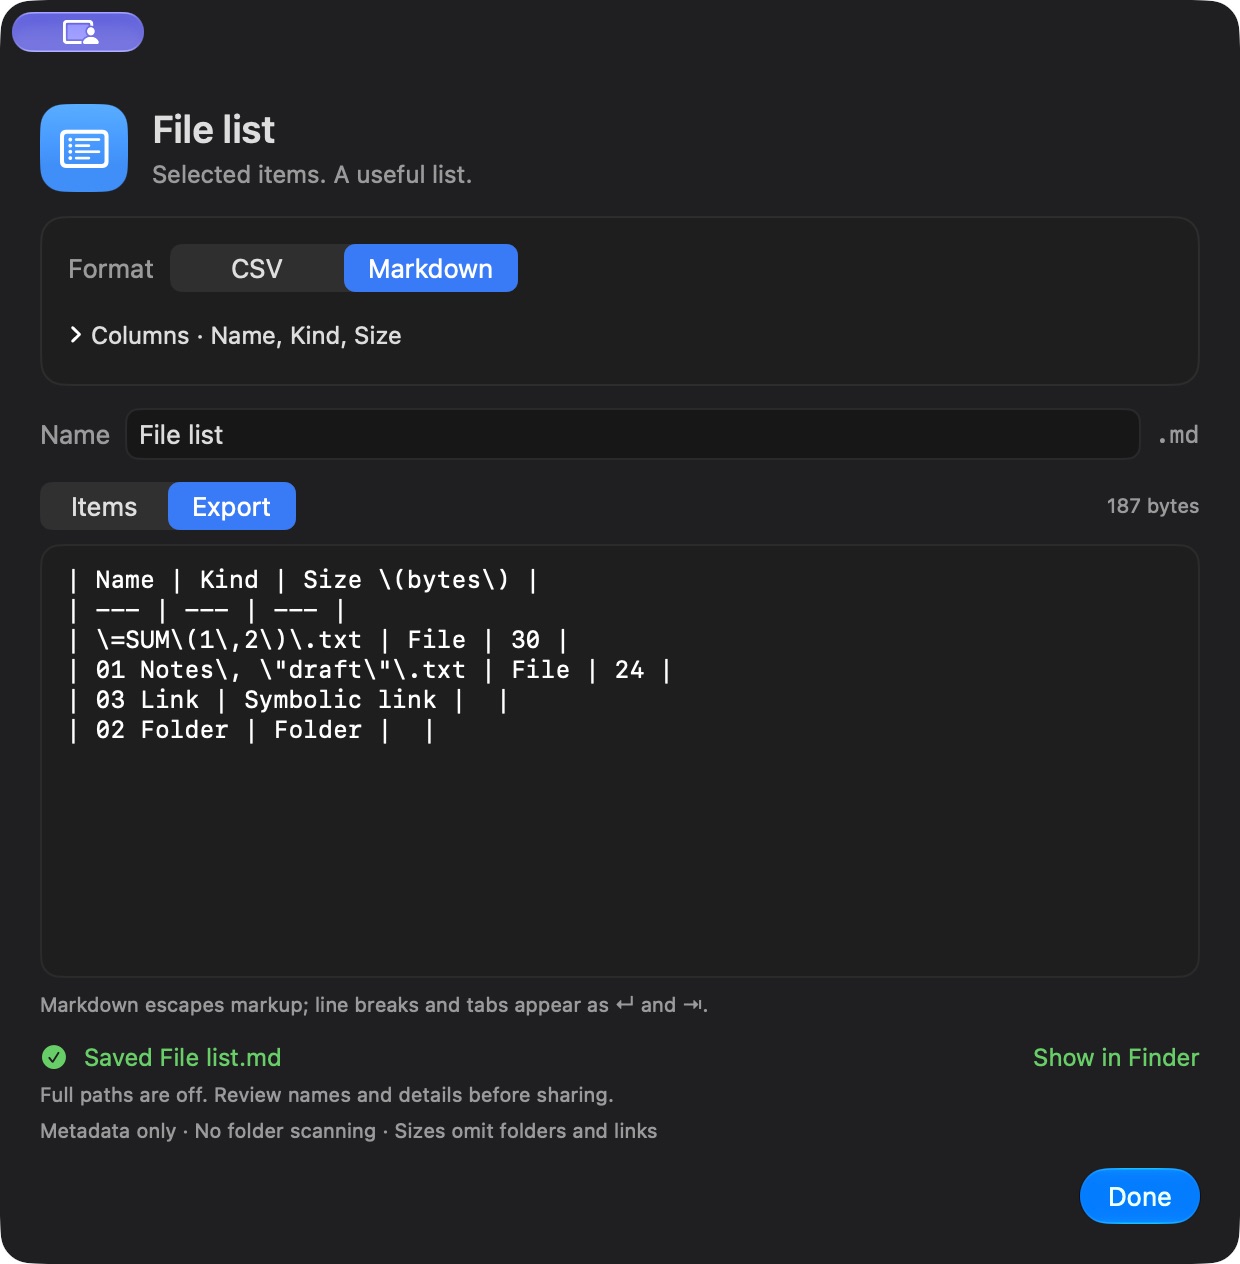 File list
Selected items. A useful list.
Format CSV Markdown
Columns · Name, Kind, Size
Name File list .md
Items Export 187 bytes
| Name | Kind | Size \(bytes\) |
| --- | --- | --- |
| \=SUM\(1\,2\)\.txt | File | 30 |
| 01 Notes\, \"draft\"\.txt | File | 24 |
| 03 Link | Symbolic link |  |
| 02 Folder | Folder |  |
Markdown escapes markup; line breaks and tabs appear as ↵ and ⇥.
Saved File list.md Show in Finder
Full paths are off. Review names and details before sharing.
Metadata only · No folder scanning · Sizes omit folders and links
Done